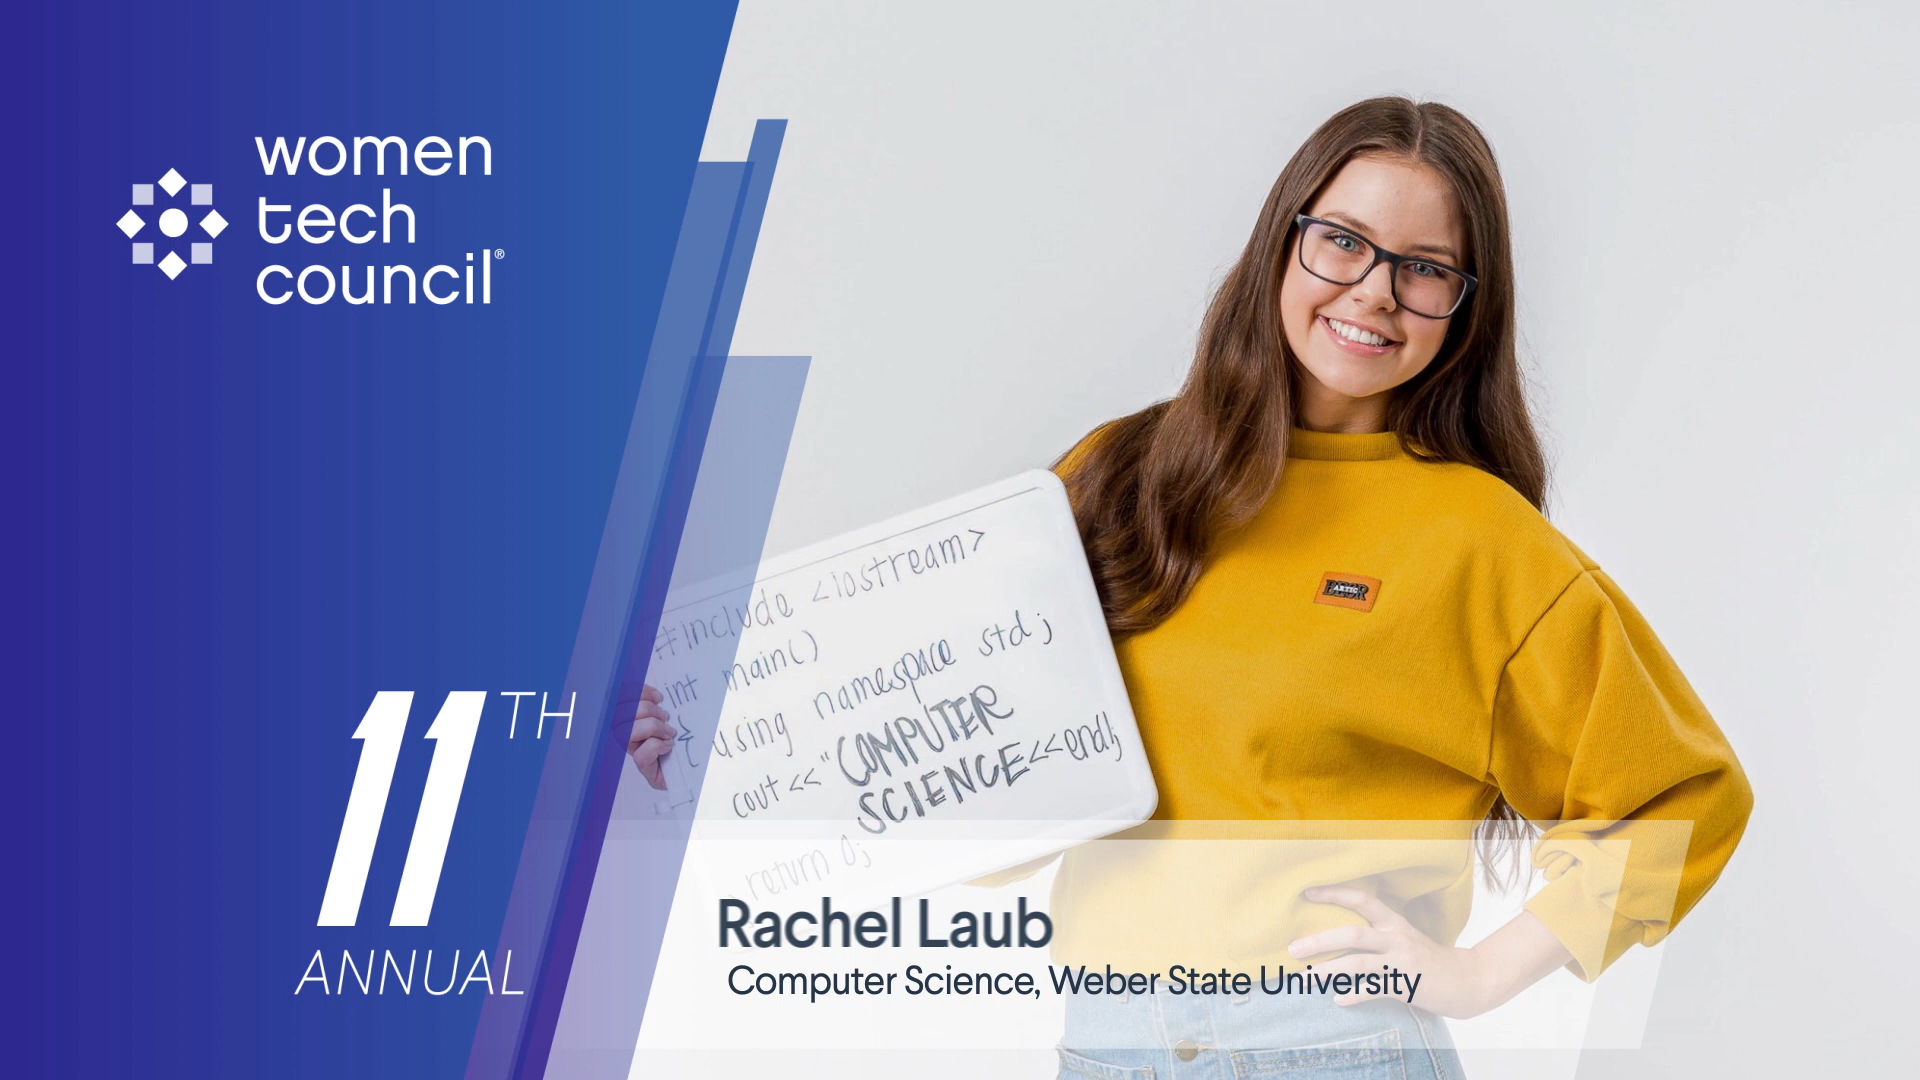 women
tech
council®
11TH
ANNUAL
#include <iostream>
int main()
{ using namespace std;
cout <<"COMPUTER
SCIENCE<<endl;
return 0;
Rachel Laub
Computer Science, Weber State University